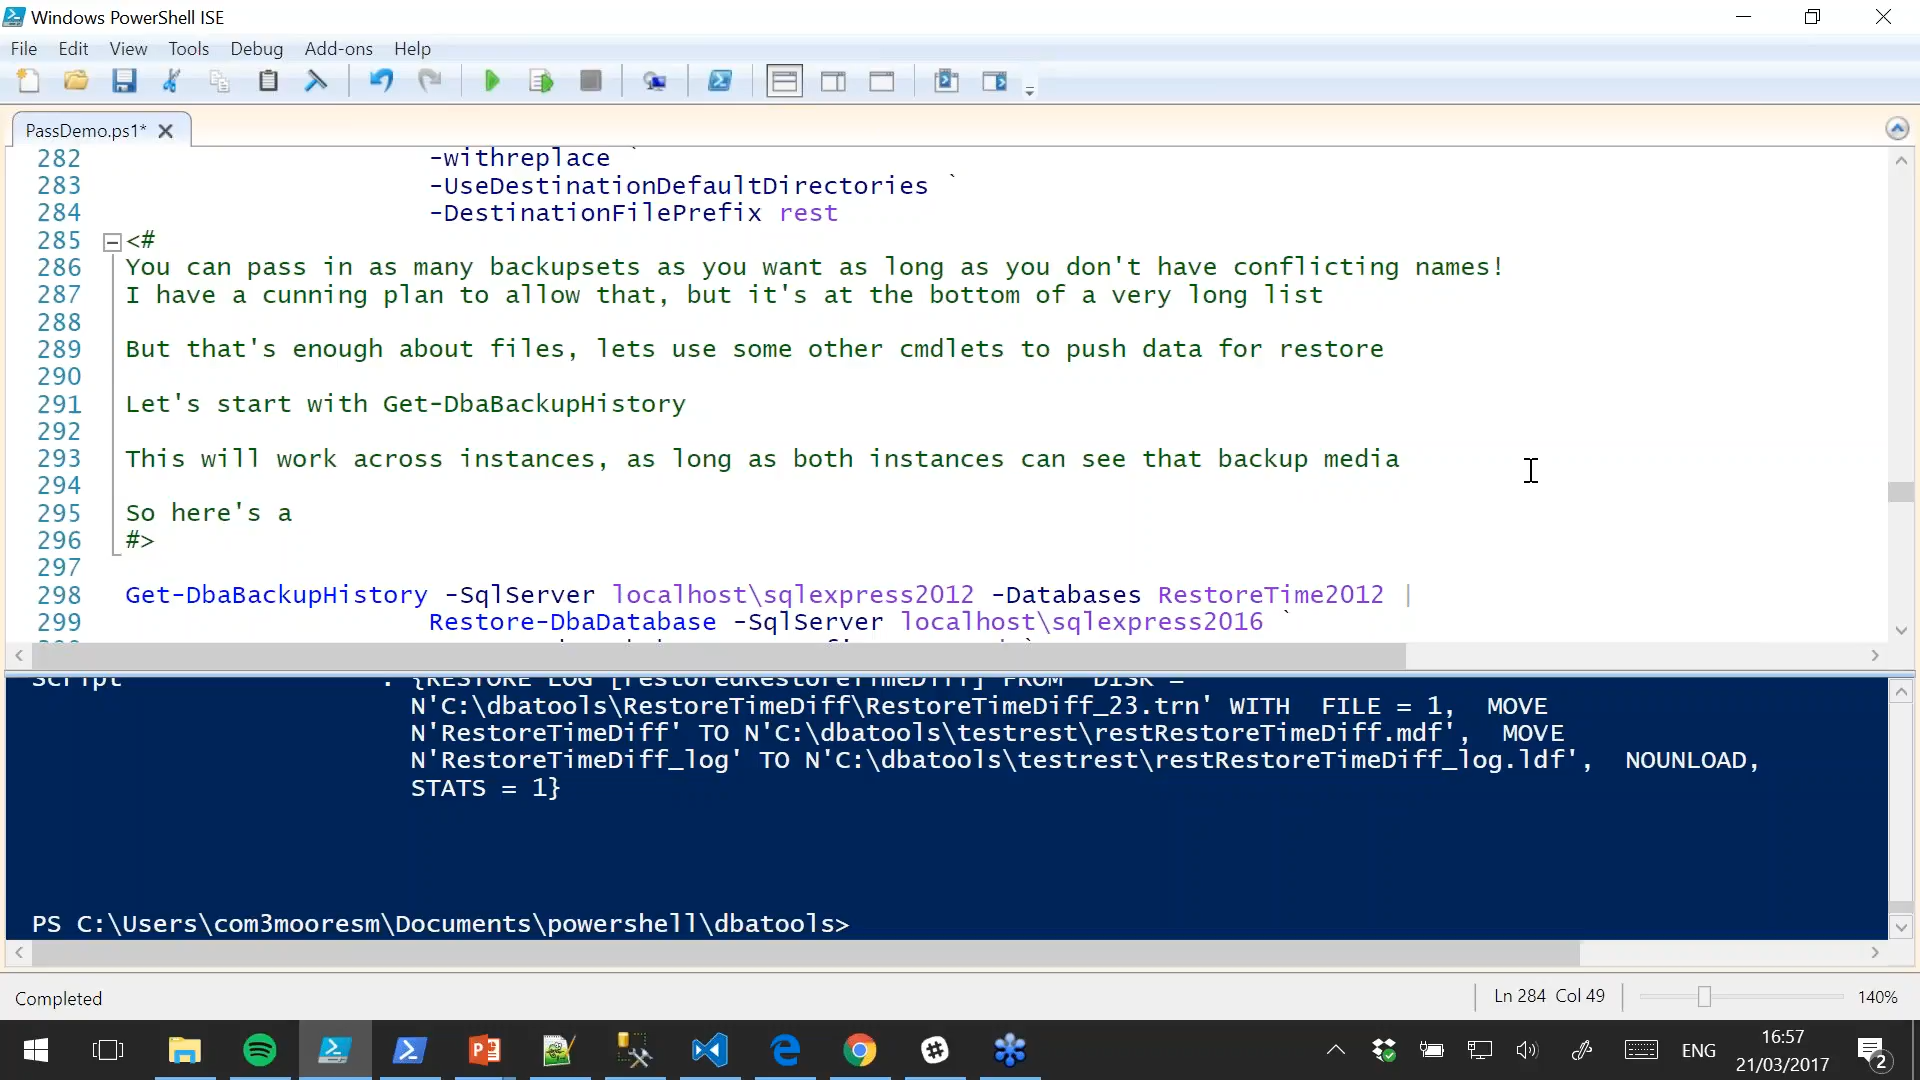 Windows PowerShell ISE
File Edit View Tools Debug Add-ons Help
PassDemo.ps1*
282 -withreplace `
283 -UseDestinationDefaultDirectories `
284 -DestinationFilePrefix rest
285 <#
286 You can pass in as many backupsets as you want as long as you don't have conflicting names!
287 I have a cunning plan to allow that, but it's at the bottom of a very long list
288
289 But that's enough about files, lets use some other cmdlets to push data for restore
290
291 Let's start with Get-DbaBackupHistory
292
293 This will work across instances, as long as both instances can see that backup media
294
295 So here's a
296 #>
297
298 Get-DbaBackupHistory -SqlServer localhost\sqlexpress2012 -Databases RestoreTime2012 |
299 Restore-DbaDatabase -SqlServer localhost\sqlexpress2016 `
Script : {RESTORE LOG [restoredRestoreTimeDiff] FROM DISK =
N'C:\dbatools\RestoreTimeDiff\RestoreTimeDiff_23.trn' WITH FILE = 1, MOVE
N'RestoreTimeDiff' TO N'C:\dbatools\testrest\restRestoreTimeDiff.mdf', MOVE
N'RestoreTimeDiff_log' TO N'C:\dbatools\testrest\restRestoreTimeDiff_log.ldf', NOUNLOAD,
STATS = 1}
PS C:\Users\com3mooresm\Documents\powershell\dbatools>
Completed Ln 284 Col 49 140%
ENG 16:57
21/03/2017 2